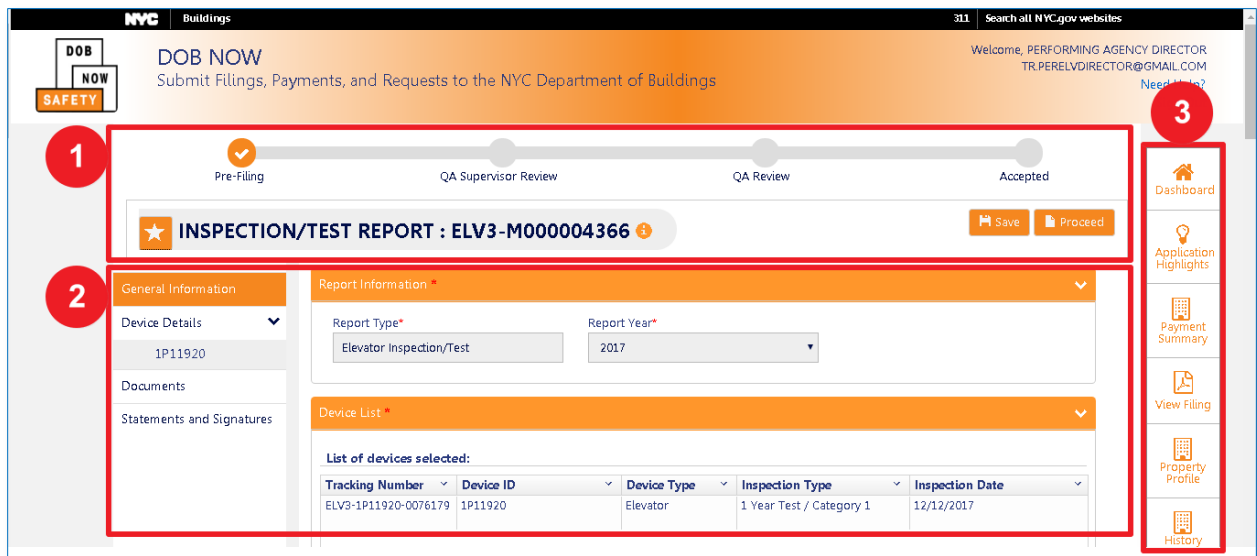 NYC Buildings 311 Search all NYC.gov websites
DOB
NOW
SAFETY
DOB NOW
Submit Filings, Payments, and Requests to the NYC Department of Buildings
Welcome, PERFORMING AGENCY DIRECTOR
TR.PERELVDIRECTOR@GMAIL.COM
Need Help?
1
Pre-Filing QA Supervisor Review QA Review Accepted
INSPECTION/TEST REPORT : ELV3-M000004366
Save Proceed
2
General Information
Device Details
1P11920
Documents
Statements and Signatures
Report Information *
Report Type* Report Year*
Elevator Inspection/Test 2017
Device List *
List of devices selected:
Tracking Number Device ID Device Type Inspection Type Inspection Date
ELV3-1P11920-0076179 1P11920 Elevator 1 Year Test / Category 1 12/12/2017
3
Dashboard
Application
Highlights
Payment
Summary
View Filing
Property
Profile
History